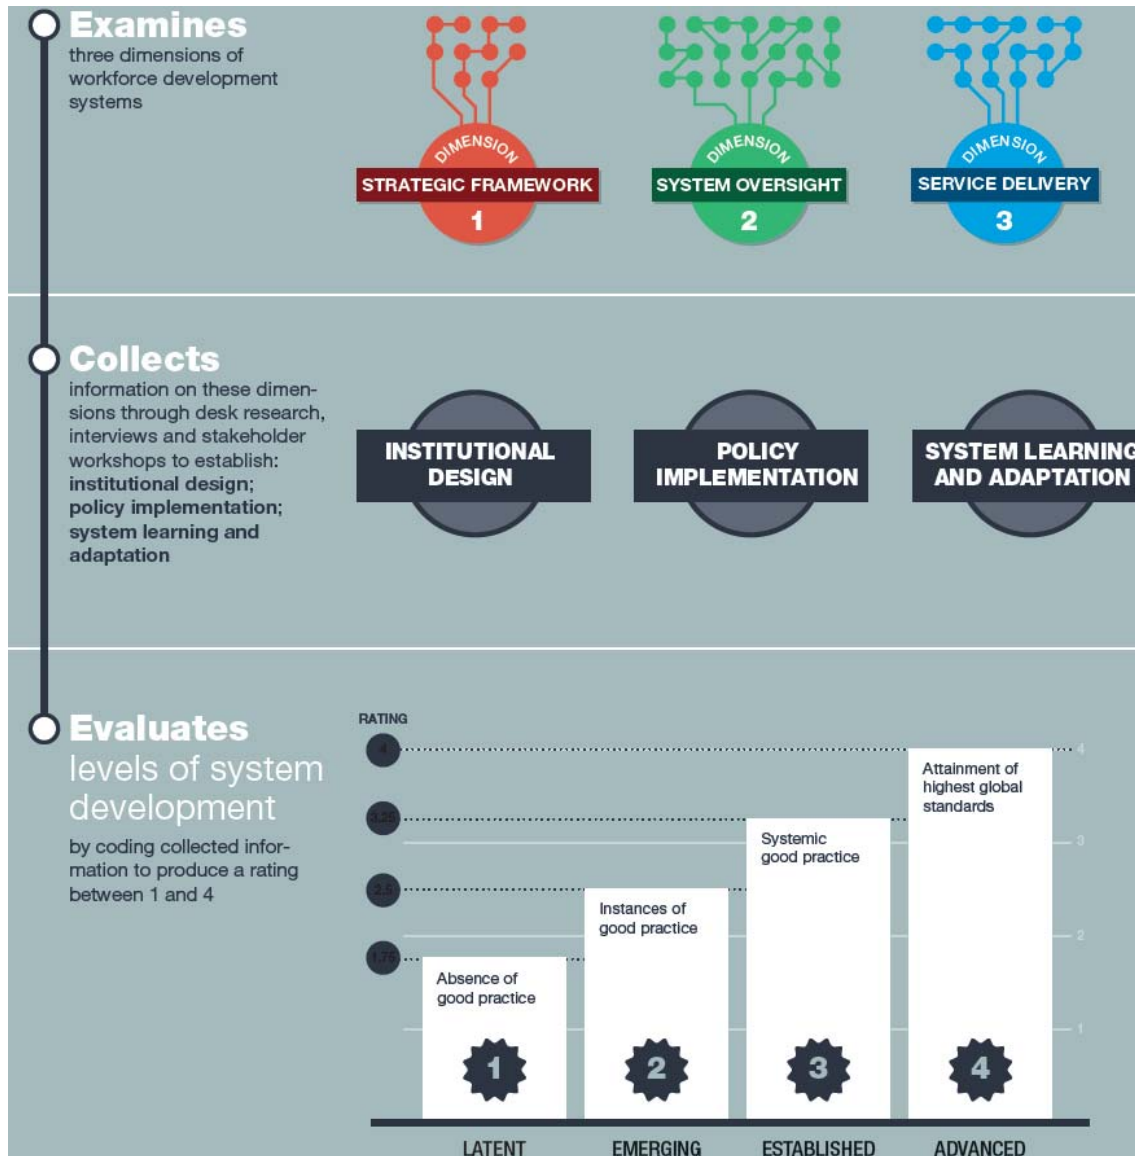 Examines
three dimensions of
workforce development
systems
DIMENSION
STRATEGIC FRAMEWORK
1
DIMENSION
SYSTEM OVERSIGHT
2
DIMENSION
SERVICE DELIVERY
3
Collects
information on these dimen-
sions through desk research,
interviews and stakeholder
workshops to establish:
institutional design;
policy implementation;
system learning and
adaptation
INSTITUTIONAL
DESIGN
POLICY
IMPLEMENTATION
SYSTEM LEARNING
AND ADAPTATION
Evaluates
levels of system
development
by coding collected infor-
mation to produce a rating
between 1 and 4
RATING
4
3.25
2.5
1.75
4
3
2
1
Absence of
good practice
1
LATENT
Instances of
good practice
2
EMERGING
Systemic
good practice
3
ESTABLISHED
Attainment of
highest global
standards
4
ADVANCED